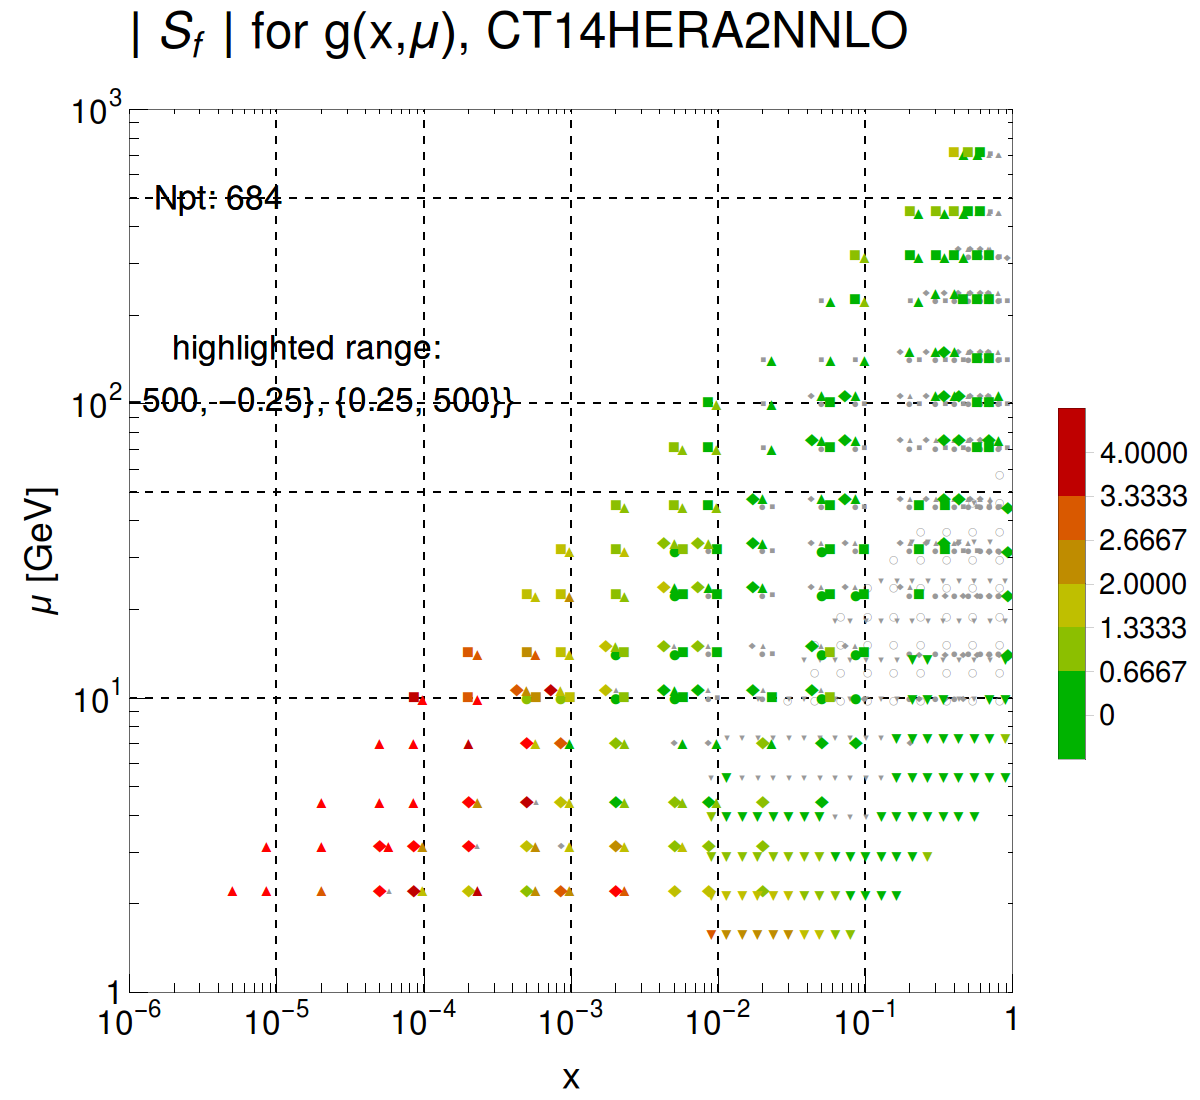 | S_f | for g(x,μ), CT14HERA2NNLO
10^3
Npt: 684
highlighted range:
10^2
500, −0.25}, {0.25, 500}}
4.0000
3.3333
2.6667
2.0000
1.3333
0.6667
0
μ [GeV]
10^1
1
10^−6 10^−5 10^−4 10^−3 10^−2 10^−1 1
x